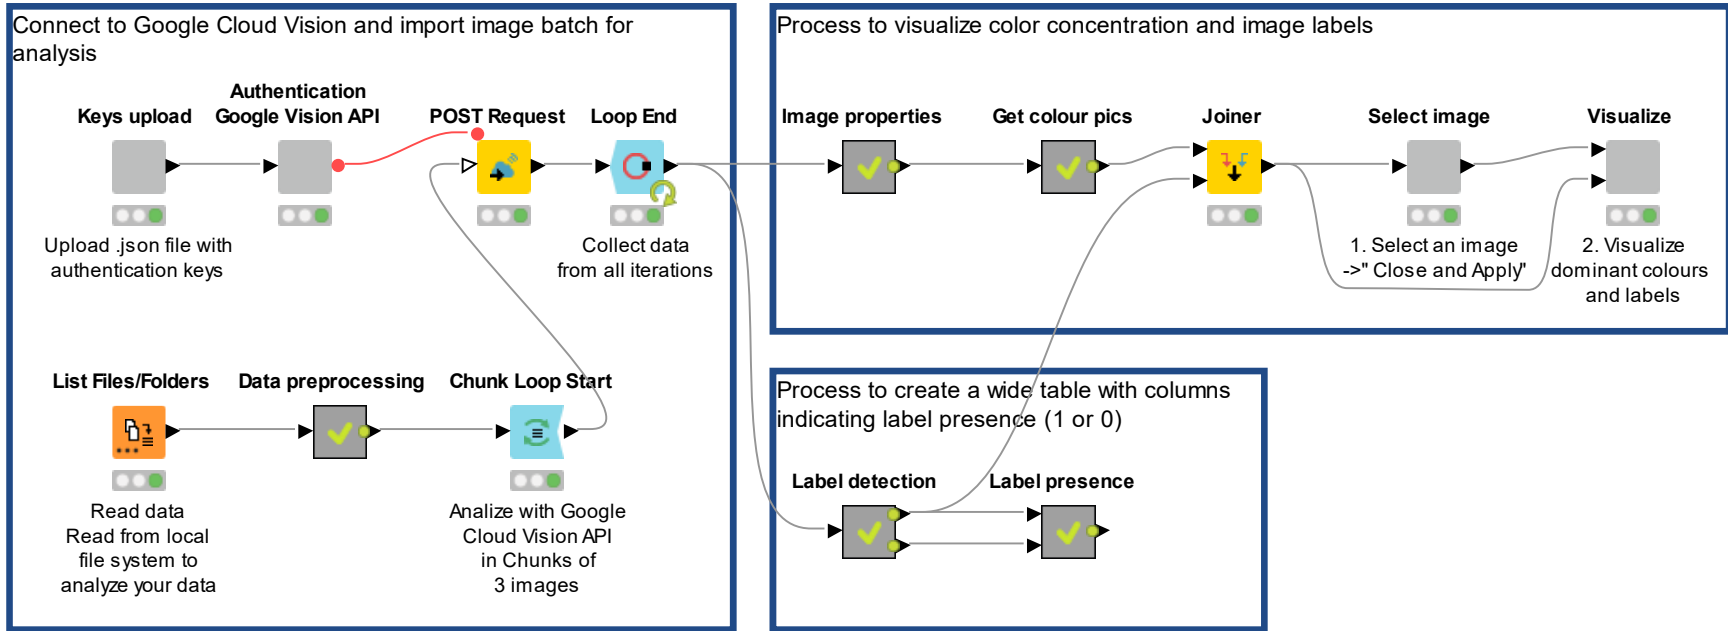 Connect to Google Cloud Vision and import image batch for
analysis
Keys upload
Authentication
Google Vision API
POST Request
Loop End
Upload .json file with
authentication keys
Collect data
from all iterations
List Files/Folders
Data preprocessing
Chunk Loop Start
Read data
Read from local
file system to
analyze your data
Analize with Google
Cloud Vision API
in Chunks of
3 images
Process to visualize color concentration and image labels
Image properties
Get colour pics
Joiner
Select image
Visualize
1. Select an image
->" Close and Apply"
2. Visualize
dominant colours
and labels
Process to create a wide table with columns
indicating label presence (1 or 0)
Label detection
Label presence